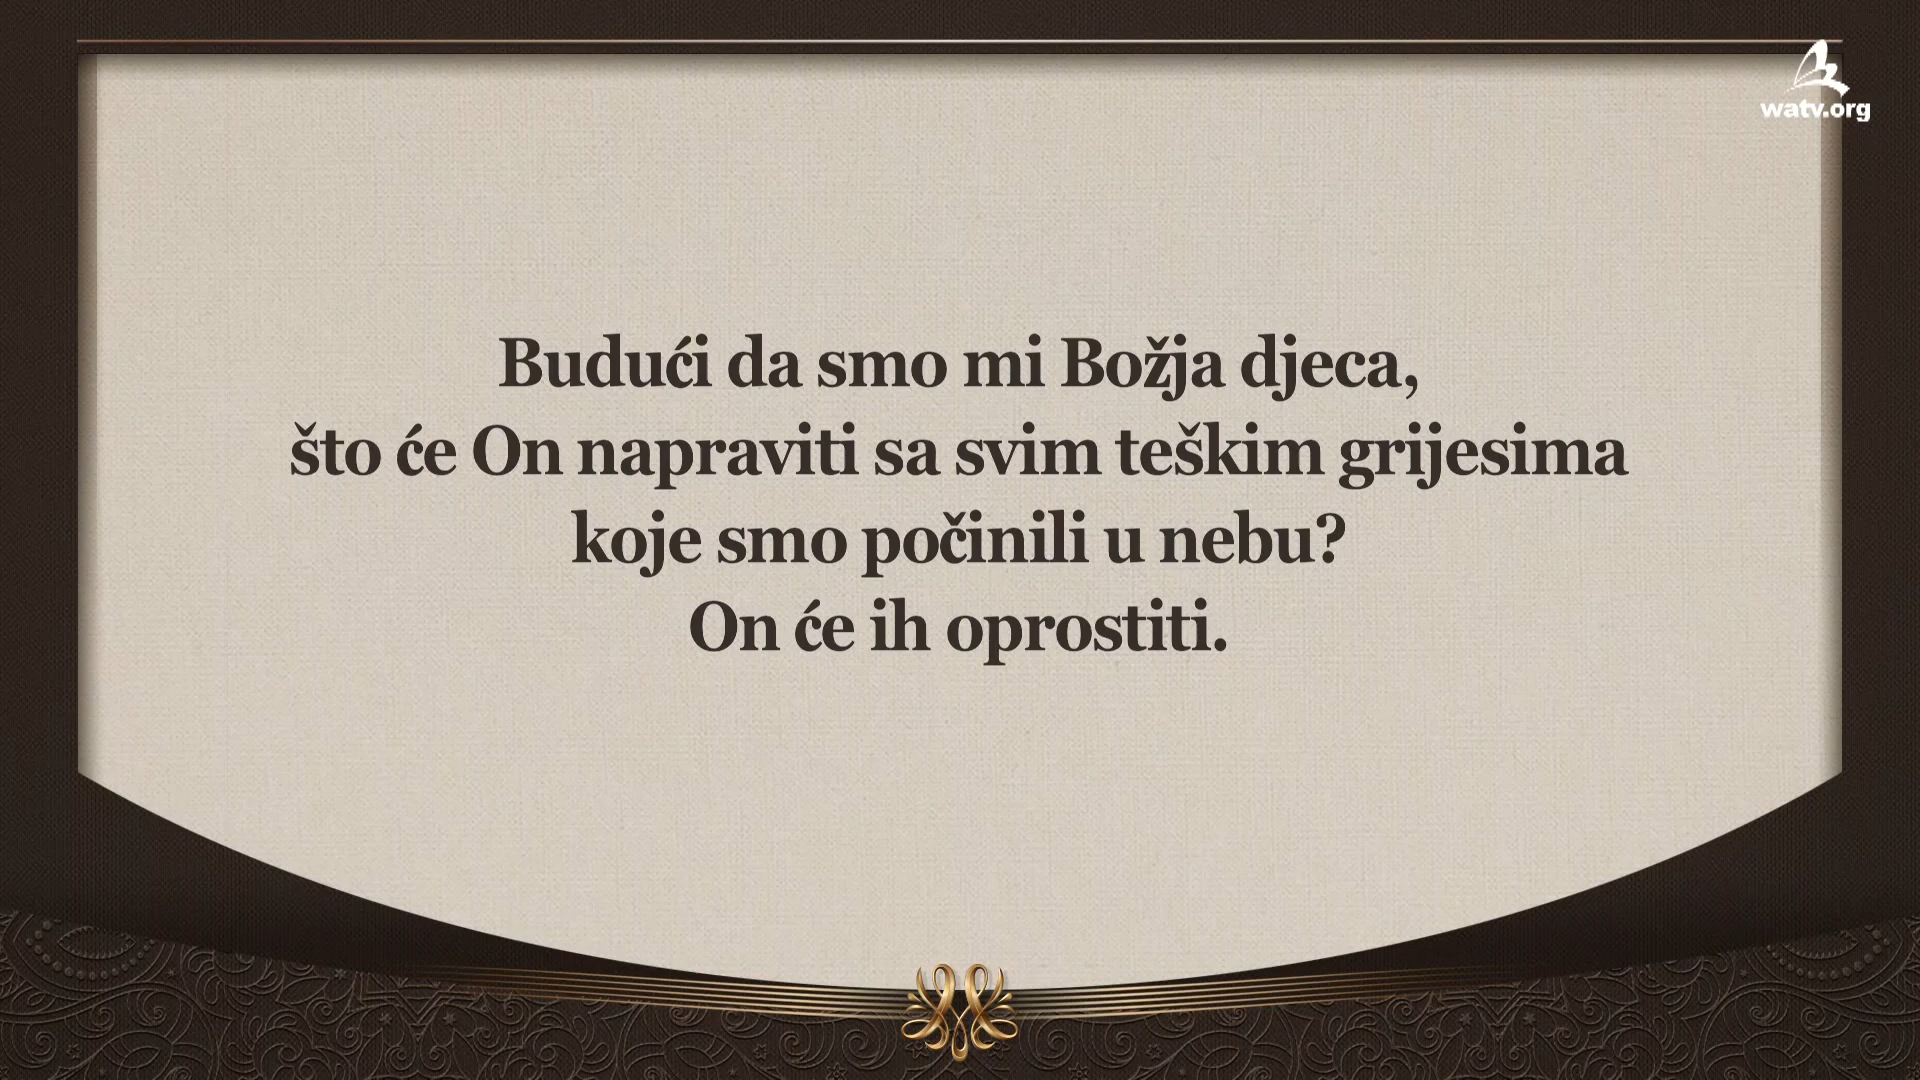 watv.org
Budući da smo mi Božja djeca,
što će On napraviti sa svim teškim grijesima
koje smo počinili u nebu?
On će ih oprostiti.